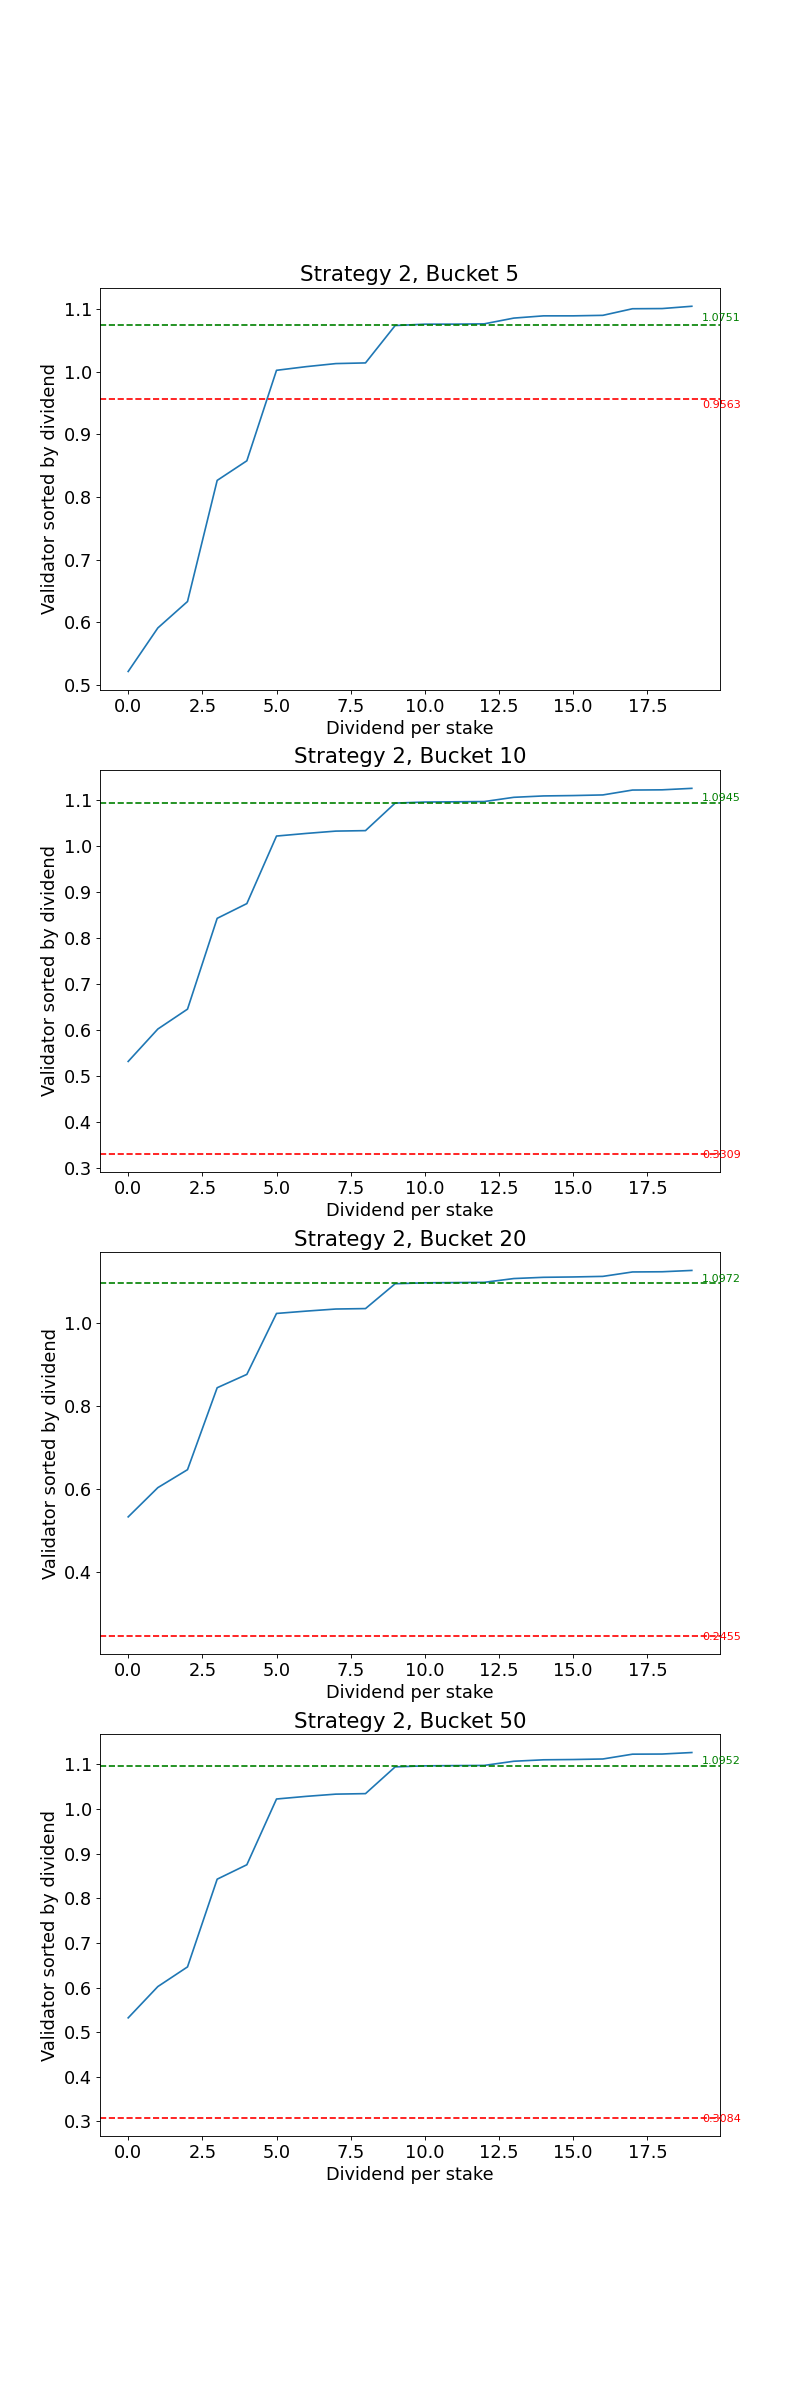 Strategy 2, Bucket 5
1.1
1.0
0.9
0.8
0.7
0.6
0.5
Validator sorted by dividend
1.0751
0.9563
0.0 2.5 5.0 7.5 10.0 12.5 15.0 17.5
Dividend per stake
Strategy 2, Bucket 10
1.1
1.0
0.9
0.8
0.7
0.6
0.5
0.4
0.3
Validator sorted by dividend
1.0945
0.3309
0.0 2.5 5.0 7.5 10.0 12.5 15.0 17.5
Dividend per stake
Strategy 2, Bucket 20
1.0
0.8
0.6
0.4
Validator sorted by dividend
1.0972
0.2455
0.0 2.5 5.0 7.5 10.0 12.5 15.0 17.5
Dividend per stake
Strategy 2, Bucket 50
1.1
1.0
0.9
0.8
0.7
0.6
0.5
0.4
0.3
Validator sorted by dividend
1.0952
0.3084
0.0 2.5 5.0 7.5 10.0 12.5 15.0 17.5
Dividend per stake